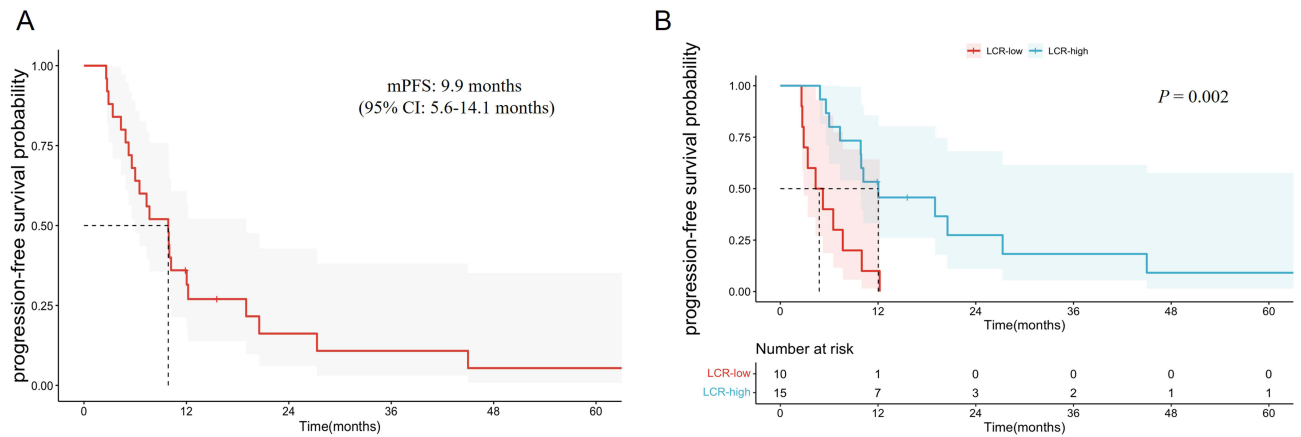 A
progression-free survival probability
1.00
0.75
0.50
0.25
0.00
mPFS: 9.9 months
(95% CI: 5.6-14.1 months)
0 12 24 36 48 60
Time(months)
B
LCR-low LCR-high
progression-free survival probability
1.00
0.75
0.50
0.25
0.00
P = 0.002
0 12 24 36 48 60
Time(months)
Number at risk
LCR-low 10 1 0 0 0 0
LCR-high 15 7 3 2 1 1
0 12 24 36 48 60
Time(months)